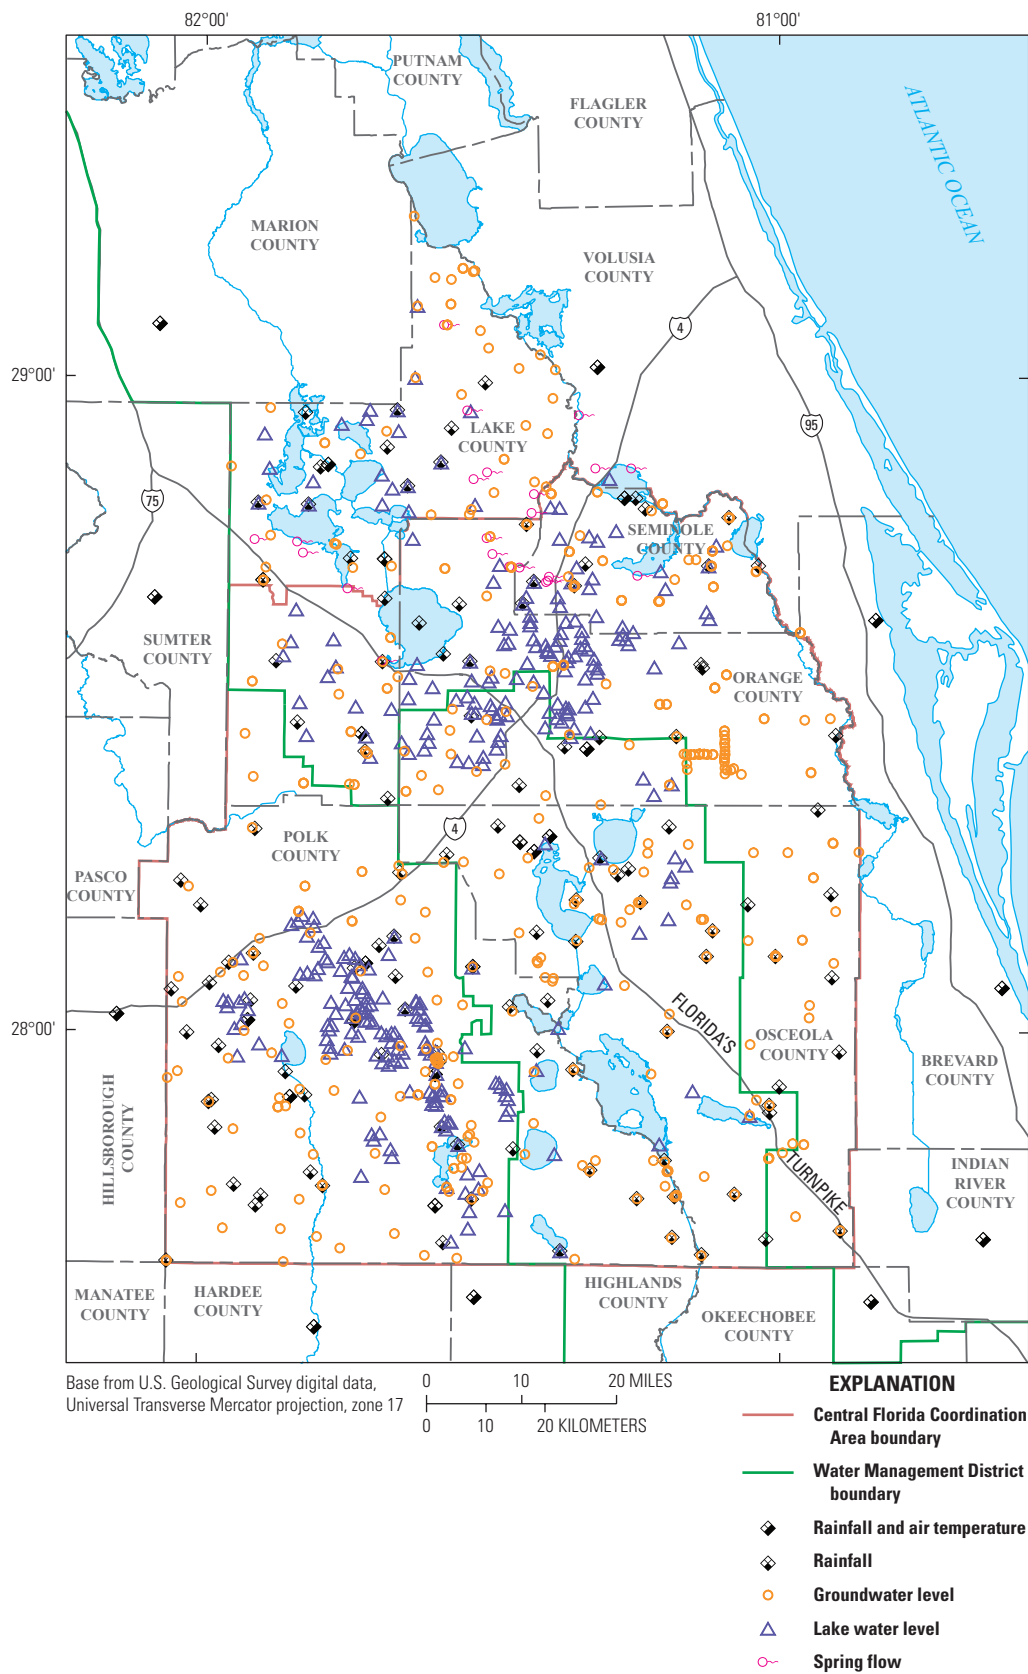 82°00'
81°00'
PUTNAM
COUNTY
FLAGLER
COUNTY
ATLANTIC OCEAN
MARION
COUNTY
VOLUSIA
COUNTY
4
29°00'
95
LAKE
COUNTY
75
SEMINOLE
COUNTY
SUMTER
COUNTY
ORANGE
COUNTY
4
POLK
COUNTY
PASCO
COUNTY
FLORIDA'S
28°00'
OSCEOLA
COUNTY
BREVARD
COUNTY
HILLSBOROUGH
COUNTY
TURNPIKE
INDIAN
RIVER
COUNTY
MANATEE
COUNTY
HARDEE
COUNTY
HIGHLANDS
COUNTY
OKEECHOBEE
COUNTY
Base from U.S. Geological Survey digital data,
Universal Transverse Mercator projection, zone 17
0 10 20 MILES
0 10 20 KILOMETERS
EXPLANATION
Central Florida Coordination
Area boundary
Water Management District
boundary
Rainfall and air temperature
Rainfall
Groundwater level
Lake water level
Spring flow